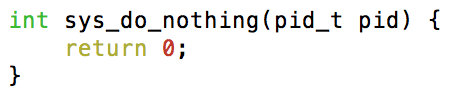 int sys_do_nothing(pid_t pid) {
    return 0;
}